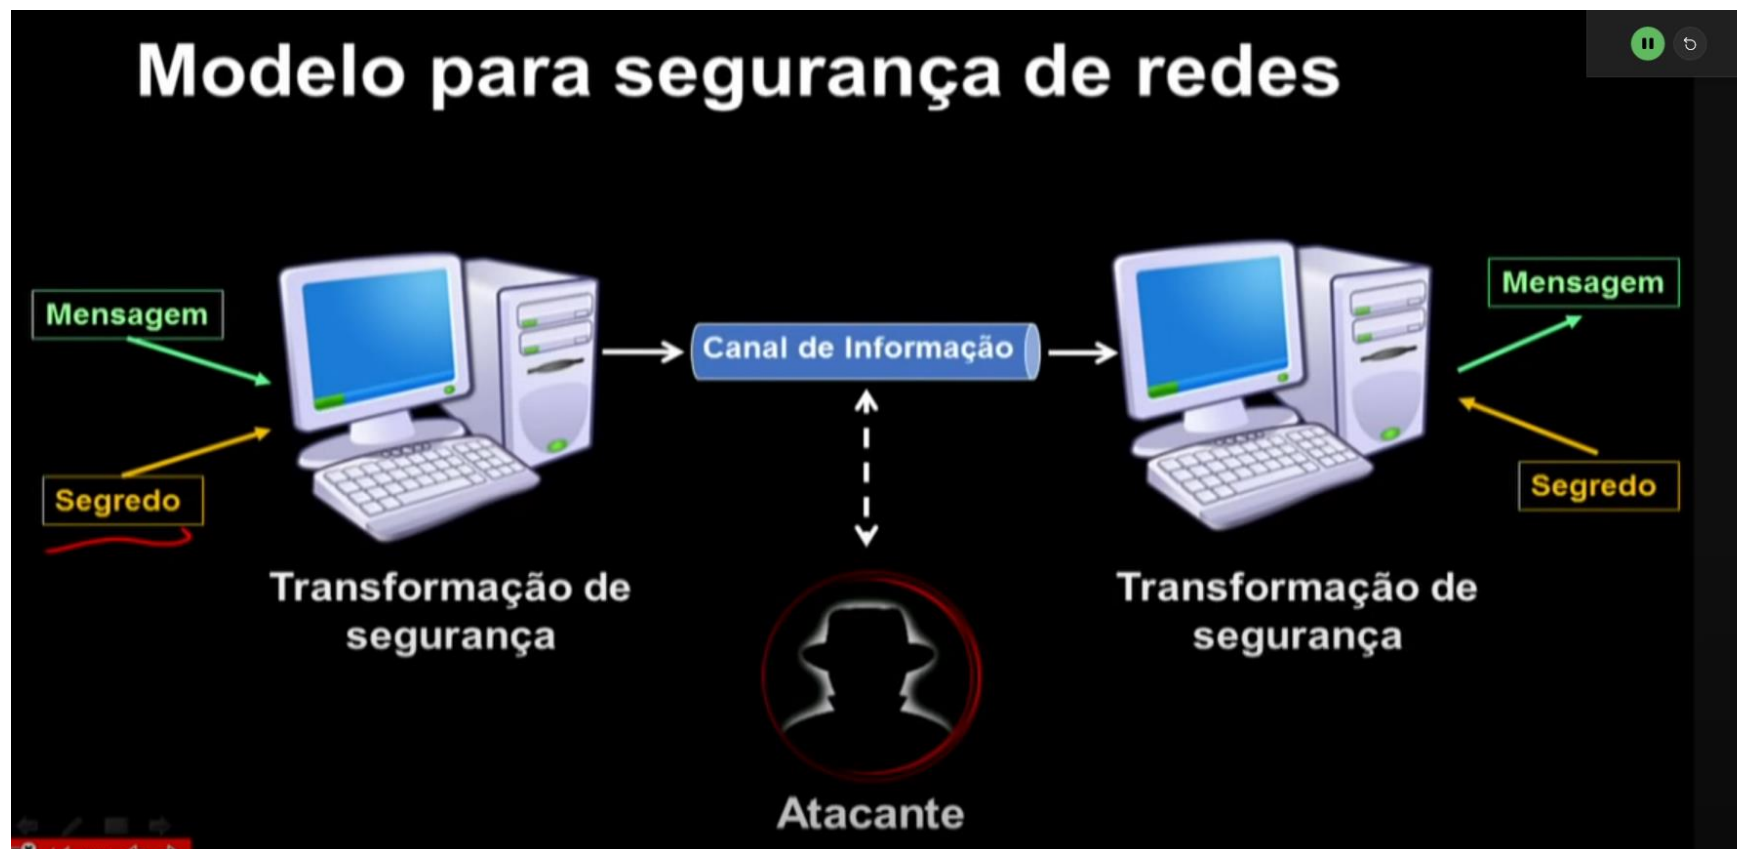 Modelo para segurança de redes
Mensagem
Segredo
Transformação de
segurança
Canal de Informação
Atacante
Mensagem
Segredo
Transformação de
segurança